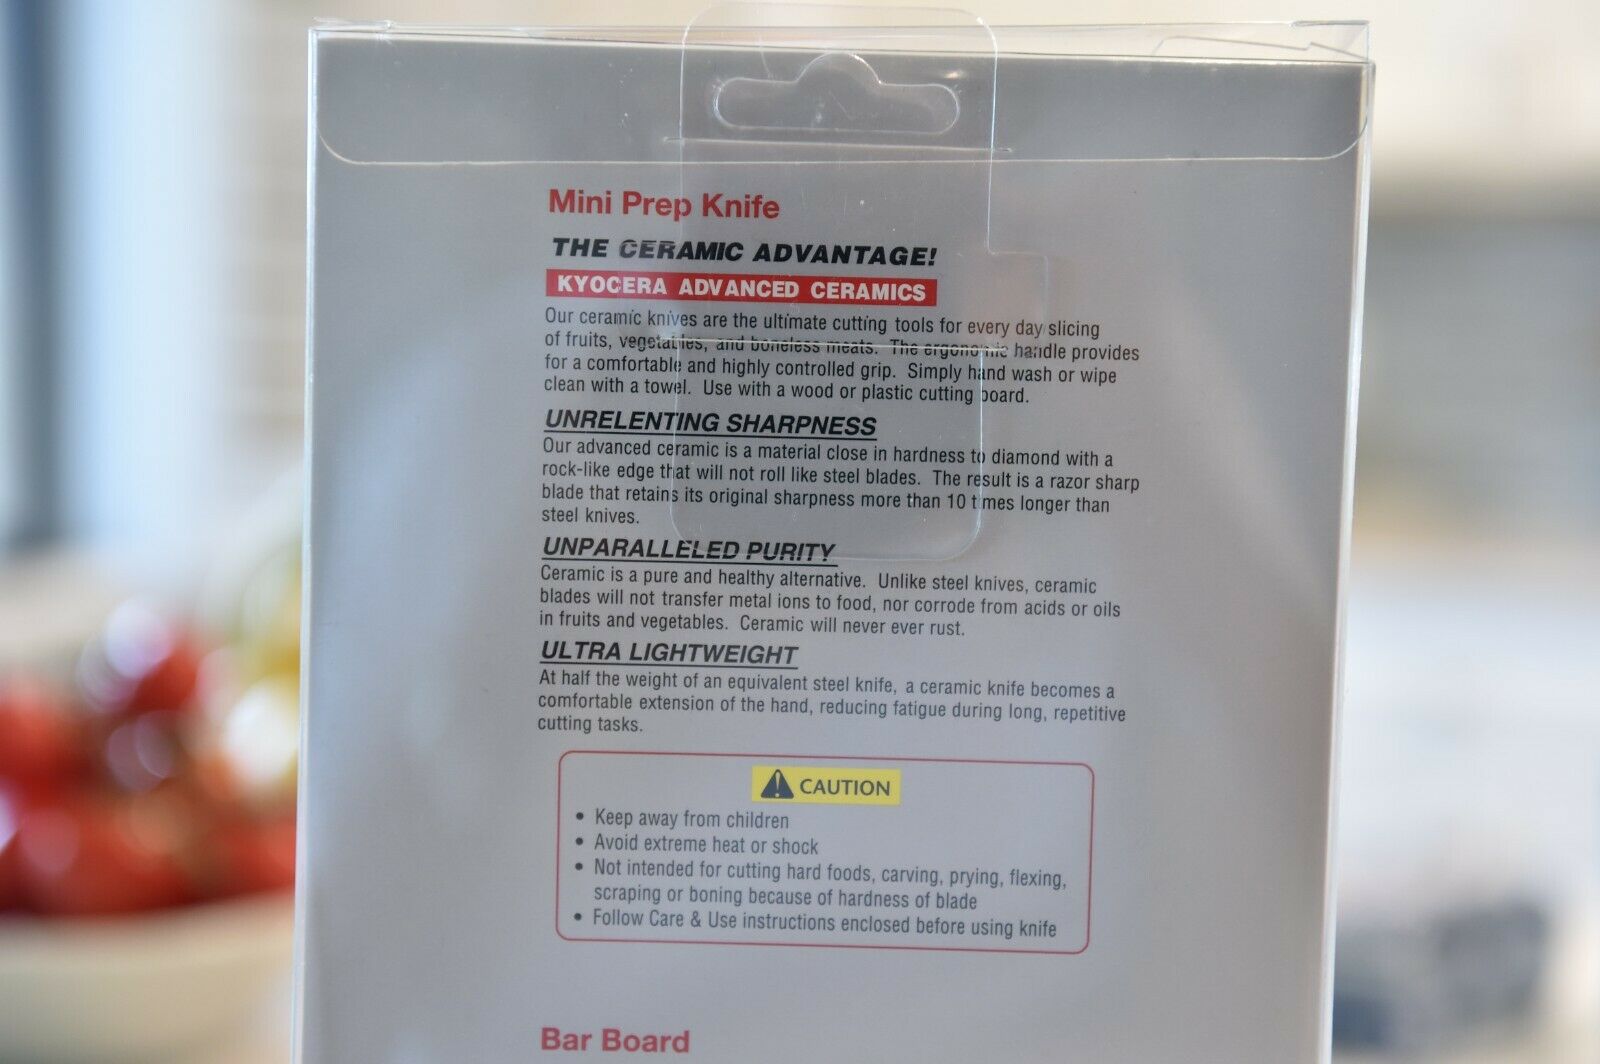 Mini Prep Knife
THE CERAMIC ADVANTAGE!
KYOCERA ADVANCED CERAMICS
Our ceramic knives are the ultimate cutting tools for every day slicing
of fruits, vegetables, and boneless meats. The ergonomic handle provides
for a comfortable and highly controlled grip. Simply hand wash or wipe
clean with a towel. Use with a wood or plastic cutting board.
UNRELENTING SHARPNESS
Our advanced ceramic is a material close in hardness to diamond with a
rock-like edge that will not roll like steel blades. The result is a razor sharp
blade that retains its original sharpness more than 10 times longer than
steel knives.
UNPARALLELED PURITY
Ceramic is a pure and healthy alternative. Unlike steel knives, ceramic
blades will not transfer metal ions to food, nor corrode from acids or oils
in fruits and vegetables. Ceramic will never ever rust.
ULTRA LIGHTWEIGHT
At half the weight of an equivalent steel knife, a ceramic knife becomes a
comfortable extension of the hand, reducing fatigue during long, repetitive
cutting tasks.
CAUTION
• Keep away from children
• Avoid extreme heat or shock
• Not intended for cutting hard foods, carving, prying, flexing,
scraping or boning because of hardness of blade
• Follow Care & Use instructions enclosed before using knife
Bar Board